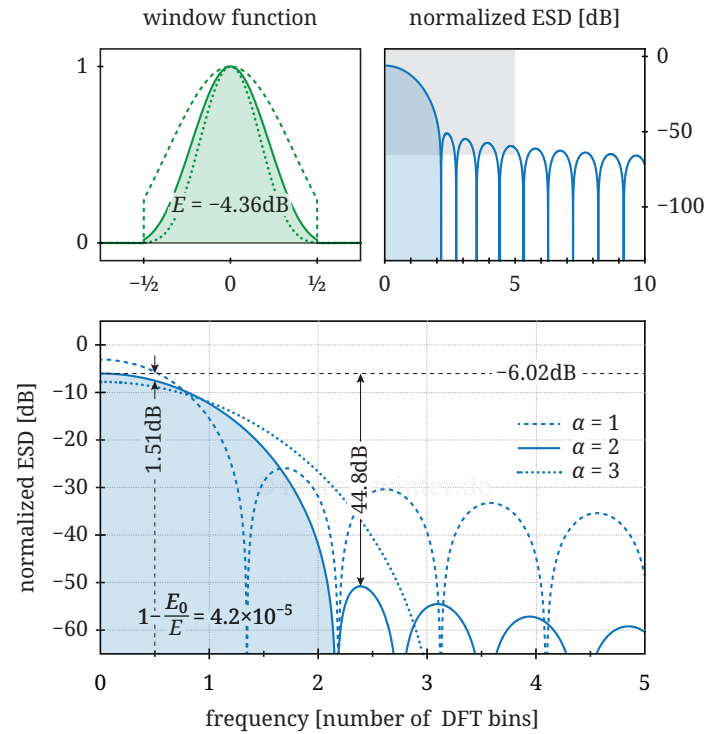 window function
normalized ESD [dB]
1
0
E = −4.36dB
−½ 0 ½
0
−50
−100
0 5 10
normalized ESD [dB]
0
−10
−20
−30
−40
−50
−60
−6.02dB
1.51dB
44.8dB
α = 1
α = 2
α = 3
winter.de
1− E₀/E = 4.2×10⁻⁵
0 1 2 3 4 5
frequency [number of DFT bins]